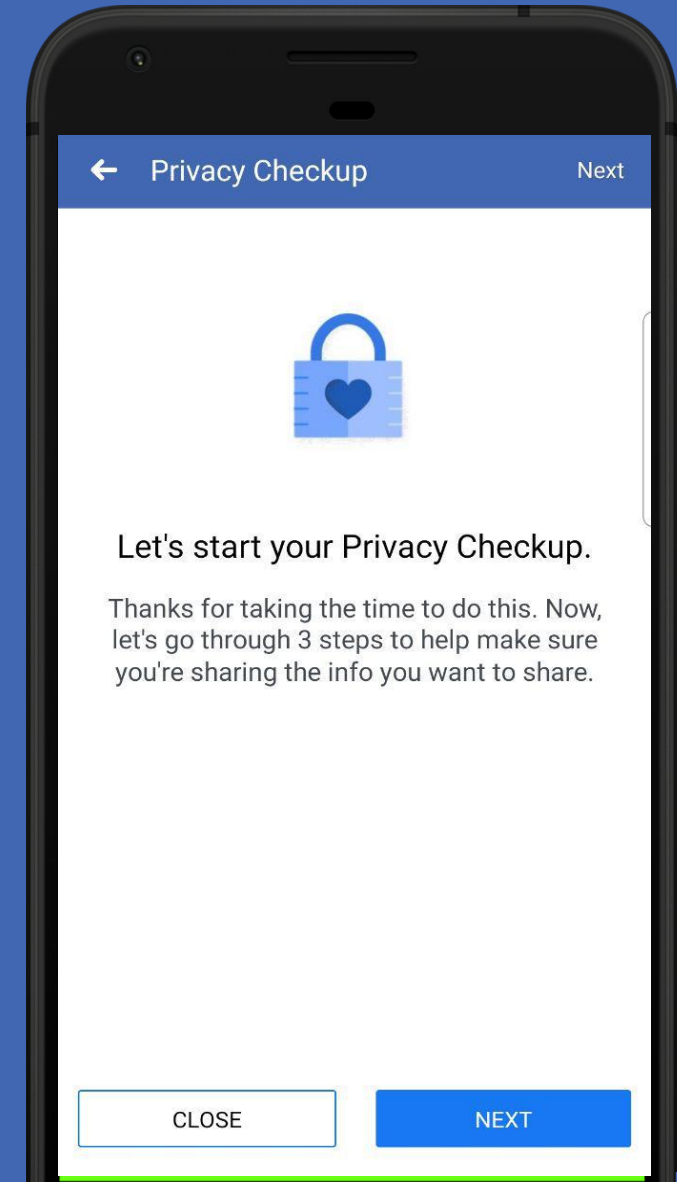 Privacy Checkup
Next
Let's start your Privacy Checkup.
Thanks for taking the time to do this. Now,
let's go through 3 steps to help make sure
you're sharing the info you want to share.
CLOSE
NEXT